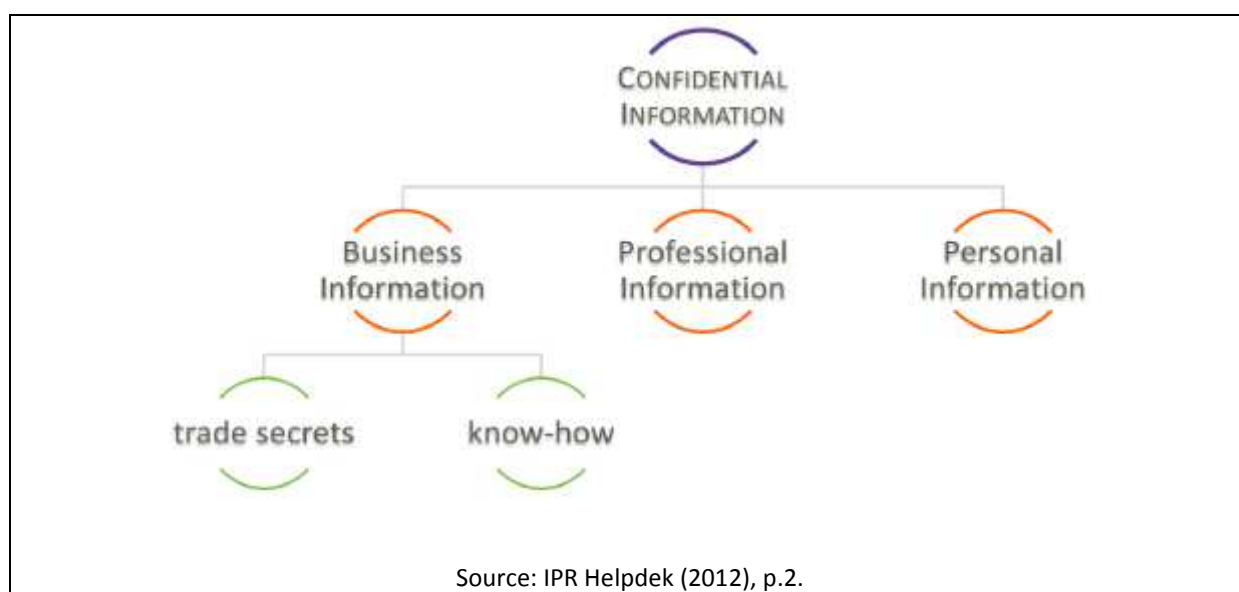 CONFIDENTIAL
INFORMATION
Business
Information
Professional
Information
Personal
Information
trade secrets
know-how
Source: IPR Helpdek (2012), p.2.